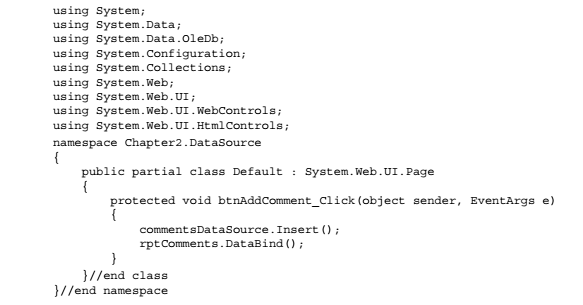 using System;
using System.Data;
using System.Data.OleDb;
using System.Configuration;
using System.Collections;
using System.Web;
using System.Web.UI;
using System.Web.UI.WebControls;
using System.Web.UI.HtmlControls;
namespace Chapter2.DataSource
{
    public partial class Default : System.Web.UI.Page
    {
        protected void btnAddComment_Click(object sender, EventArgs e)
        {
            commentsDataSource.Insert();
            rptComments.DataBind();
        }
    }//end class
}//end namespace